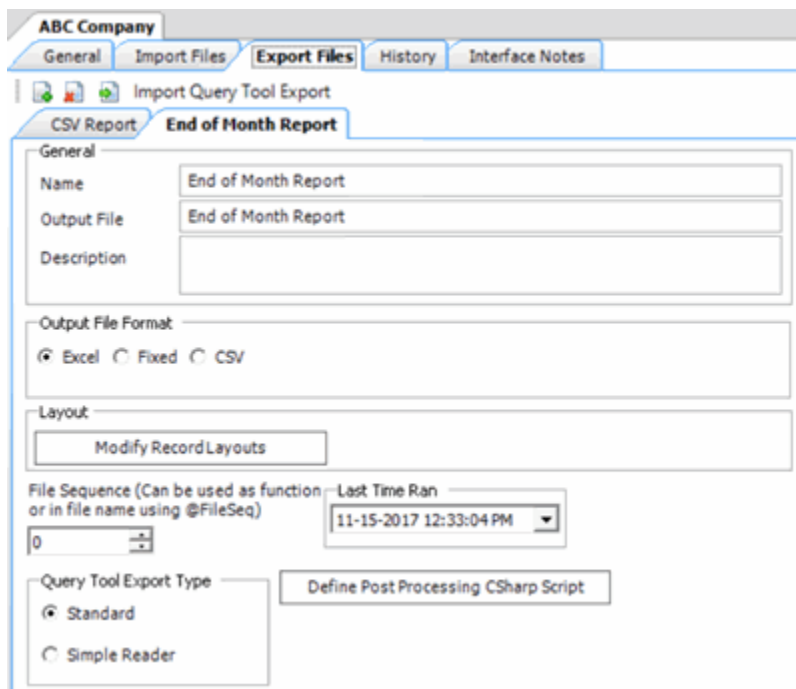 ABC Company
General Import Files Export Files History Interface Notes
Import Query Tool Export
CSV Report End of Month Report
General
Name End of Month Report
Output File End of Month Report
Description
Output File Format
Excel Fixed CSV
Layout
Modify Record Layouts
File Sequence (Can be used as function
or in file name using @FileSeq)
0
Last Time Ran
11-15-2017 12:33:04 PM
Query Tool Export Type
Standard
Simple Reader
Define Post Processing CSharp Script